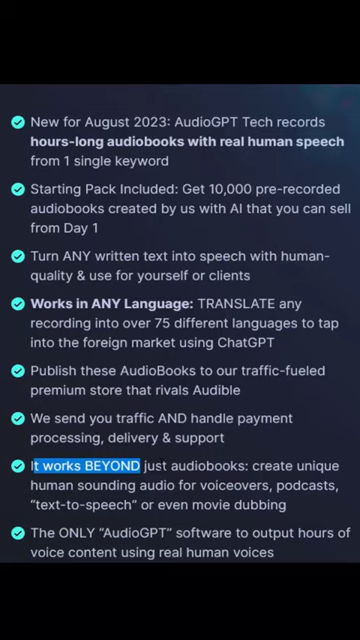 New for August 2023: AudioGPT Tech records
hours-long audiobooks with real human speech
from 1 single keyword
Starting Pack Included: Get 10,000 pre-recorded
audiobooks created by us with AI that you can sell
from Day 1
Turn ANY written text into speech with human-
quality & use for yourself or clients
Works in ANY Language: TRANSLATE any
recording into over 75 different languages to tap
into the foreign market using ChatGPT
Publish these AudioBooks to our traffic-fueled
premium store that rivals Audible
We send you traffic AND handle payment
processing, delivery & support
It works BEYOND just audiobooks: create unique
human sounding audio for voiceovers, podcasts,
“text-to-speech” or even movie dubbing
The ONLY “AudioGPT” software to output hours of
voice content using real human voices